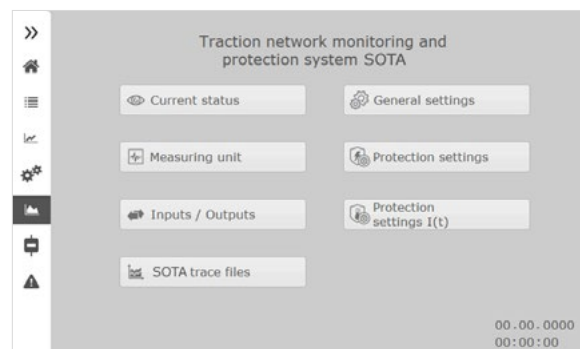 Traction network monitoring and
protection system SOTA
Current status
General settings
Measuring unit
Protection settings
Inputs / Outputs
Protection
settings I(t)
SOTA trace files
00.00.0000
00:00:00